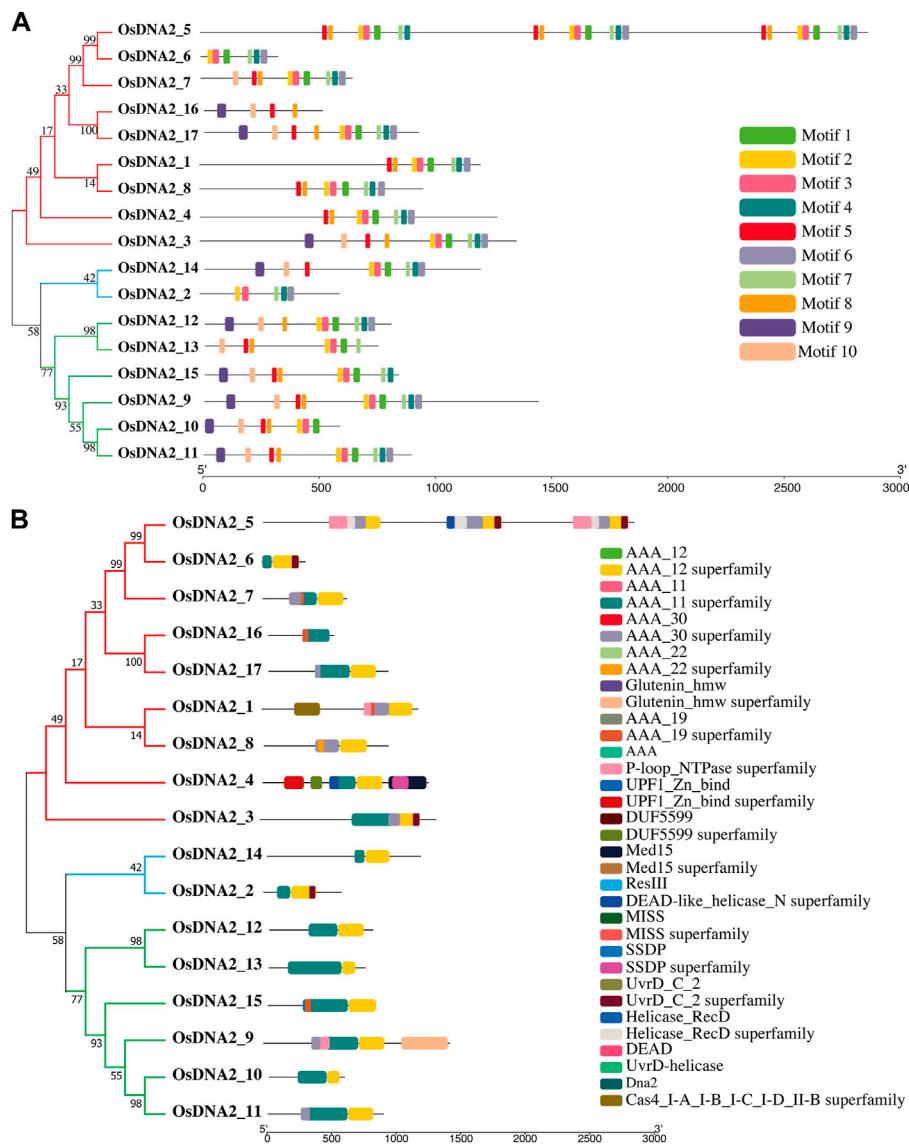 A
99
OsDNA2_5
OsDNA2_6
99
OsDNA2_7
33
OsDNA2_16
100
OsDNA2_17
17
OsDNA2_1
14
OsDNA2_8
49
OsDNA2_4
OsDNA2_3
OsDNA2_14
42
OsDNA2_2
58
OsDNA2_12
98
OsDNA2_13
77
OsDNA2_15
93
OsDNA2_9
55
OsDNA2_10
98
OsDNA2_11
Motif 1
Motif 2
Motif 3
Motif 4
Motif 5
Motif 6
Motif 7
Motif 8
Motif 9
Motif 10
5' 3'
0 500 1000 1500 2000 2500 3000
B
OsDNA2_5
99
OsDNA2_6
99
OsDNA2_7
33
OsDNA2_16
100
OsDNA2_17
17
OsDNA2_1
14
OsDNA2_8
49
OsDNA2_4
OsDNA2_3
OsDNA2_14
42
OsDNA2_2
58
OsDNA2_12
98
OsDNA2_13
77
OsDNA2_15
93
OsDNA2_9
55
OsDNA2_10
98
OsDNA2_11
AAA_12
AAA_12 superfamily
AAA_11
AAA_11 superfamily
AAA_30
AAA_30 superfamily
AAA_22
AAA_22 superfamily
Glutenin_hmw
Glutenin_hmw superfamily
AAA_19
AAA_19 superfamily
AAA
P-loop_NTPase superfamily
UPF1_Zn_bind
UPF1_Zn_bind superfamily
DUF5599
DUF5599 superfamily
Med15
Med15 superfamily
ResIII
DEAD-like_helicase_N superfamily
MISS
MISS superfamily
SSDP
SSDP superfamily
UvrD_C_2
UvrD_C_2 superfamily
Helicase_RecD
Helicase_RecD superfamily
DEAD
UvrD-helicase
Dna2
Cas4_I-A_I-B_I-C_I-D_II-B superfamily
5' 3'
0 500 1000 1500 2000 2500 3000